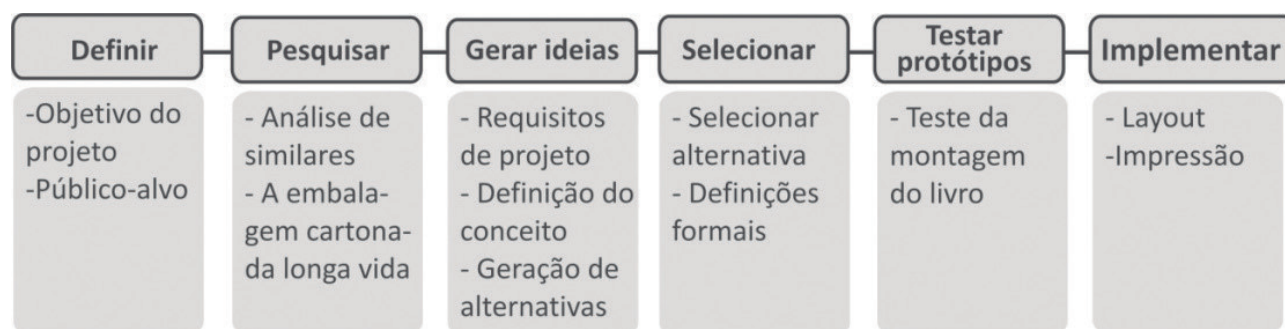 Definir
-Objetivo do
projeto
-Público-alvo
Pesquisar
- Análise de
similares
- A embala-
gem cartona-
da longa vida
Gerar ideias
- Requisitos
de projeto
- Definição do
conceito
- Geração de
alternativas
Selecionar
- Selecionar
alternativa
- Definições
formais
Testar
protótipos
- Teste da
montagem
do livro
Implementar
- Layout
-Impressão